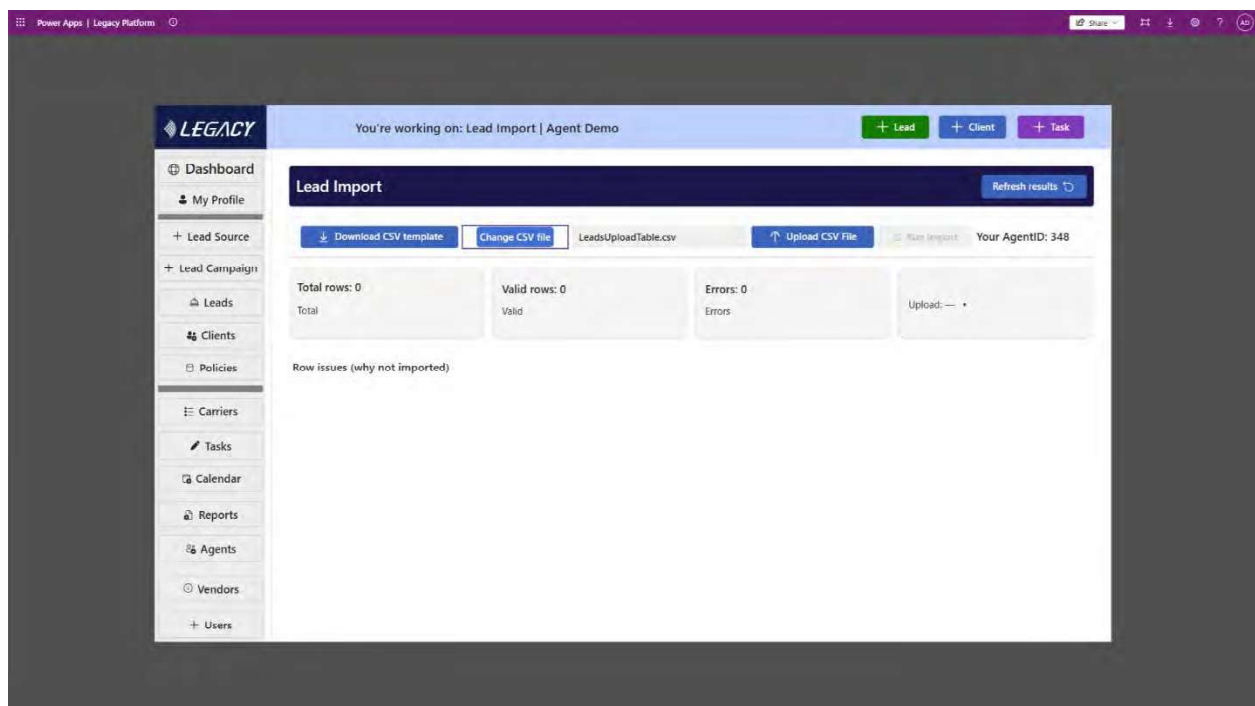 Power Apps | Legacy Platform
Share
?
AD
LEGACY
You're working on: Lead Import | Agent Demo
+ Lead
+ Client
+ Task
Dashboard
My Profile
+ Lead Source
+ Lead Campaign
Leads
Clients
Policies
Carriers
Tasks
Calendar
Reports
Agents
Vendors
+ Users
Lead Import
Refresh results
Download CSV template
Change CSV file
LeadsUploadTable.csv
Upload CSV File
Run import
Your AgentID: 348
Total rows: 0
Total
Valid rows: 0
Valid
Errors: 0
Errors
Upload: — •
Row issues (why not imported)